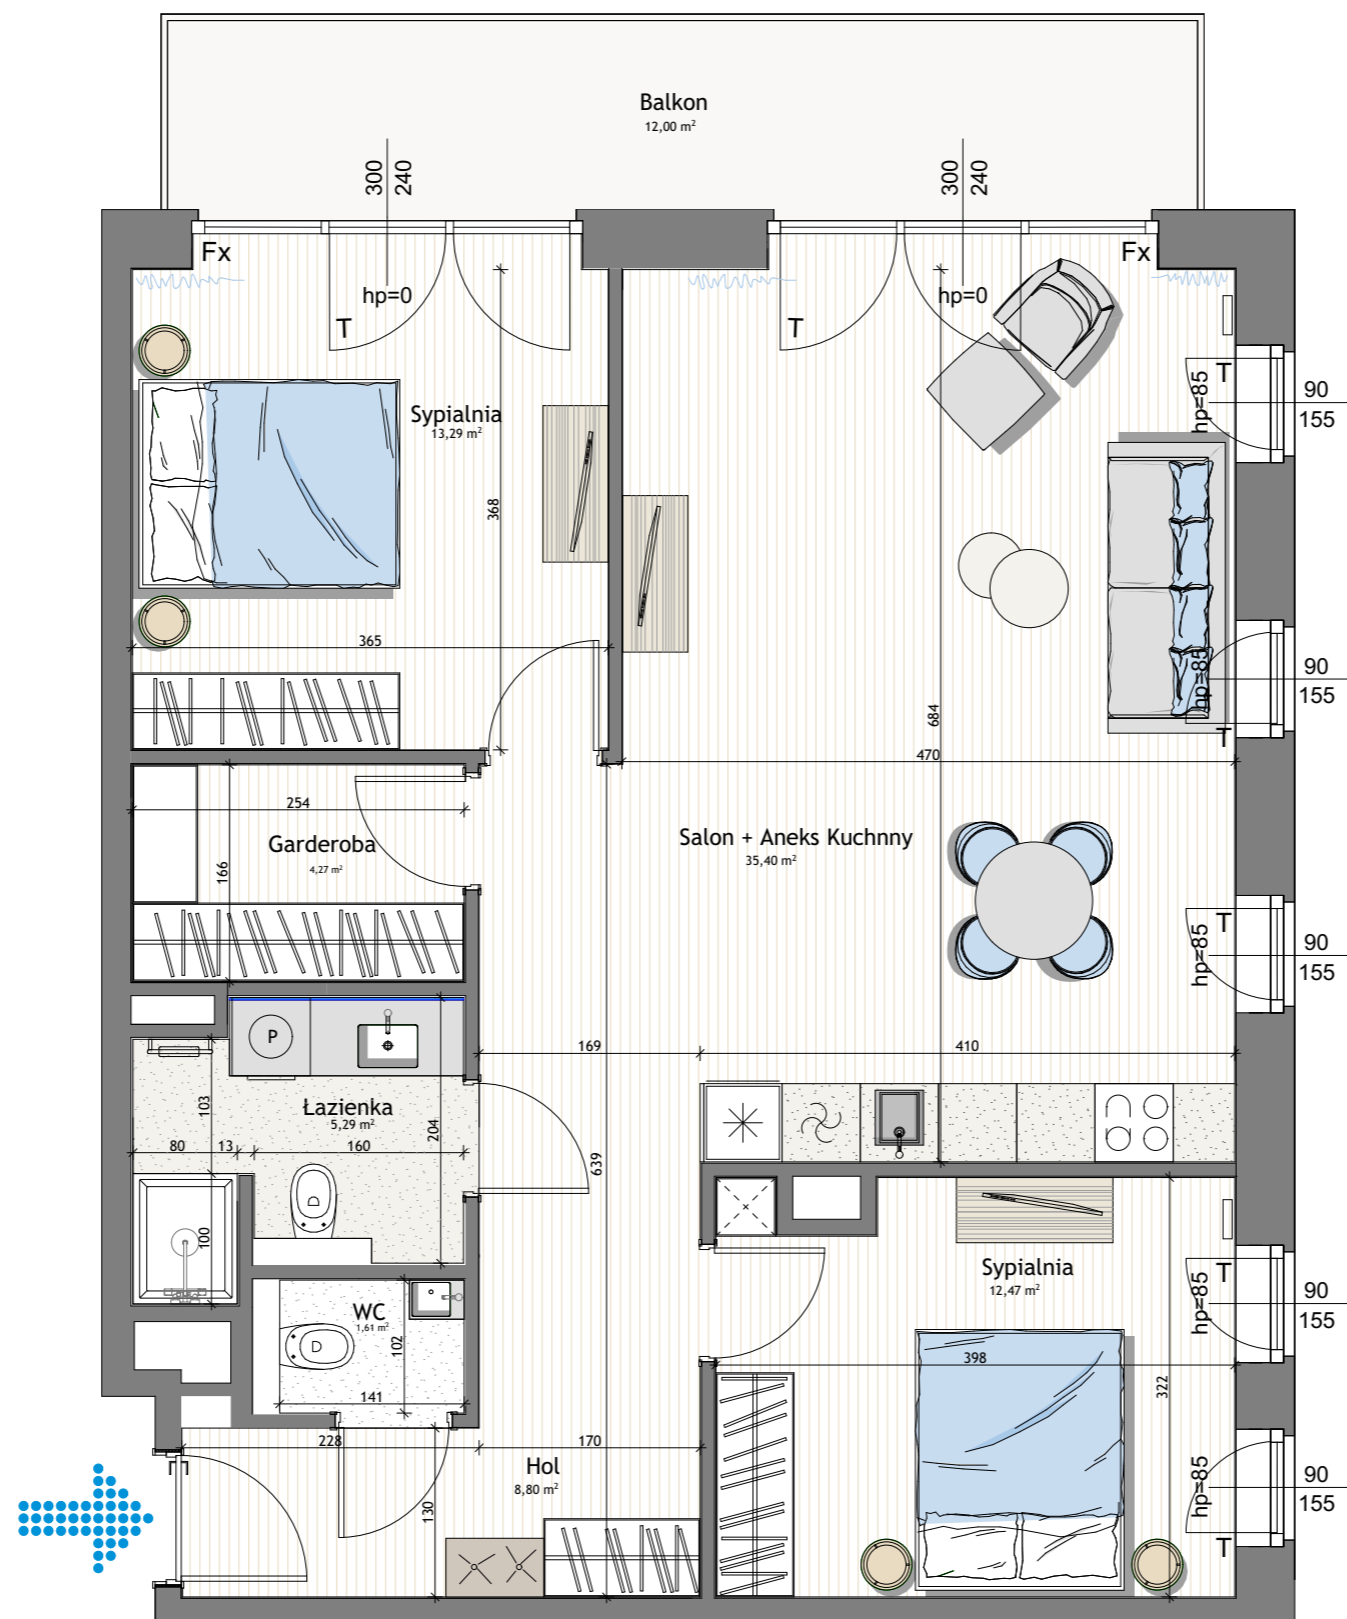 Balkon
12,00 m²
300
240
300
240
Fx
Fx
hp=0
hp=0
T
T
T
hp=85
90
155
Sypialnia
13,29 m²
368
365
hp=85
90
155
T
684
470
254
Garderoba
4,27 m²
166
Salon + Aneks Kuchnny
35,40 m²
T
hp=85
90
155
P
169
410
Łazienka
5,29 m²
103
204
80
13
160
639
D
100
Sypialnia
12,47 m²
T
hp=85
90
155
WC
1,61 m²
D
102
141
398
322
228
170
Hol
8,80 m²
130
hp=85
90
155
T